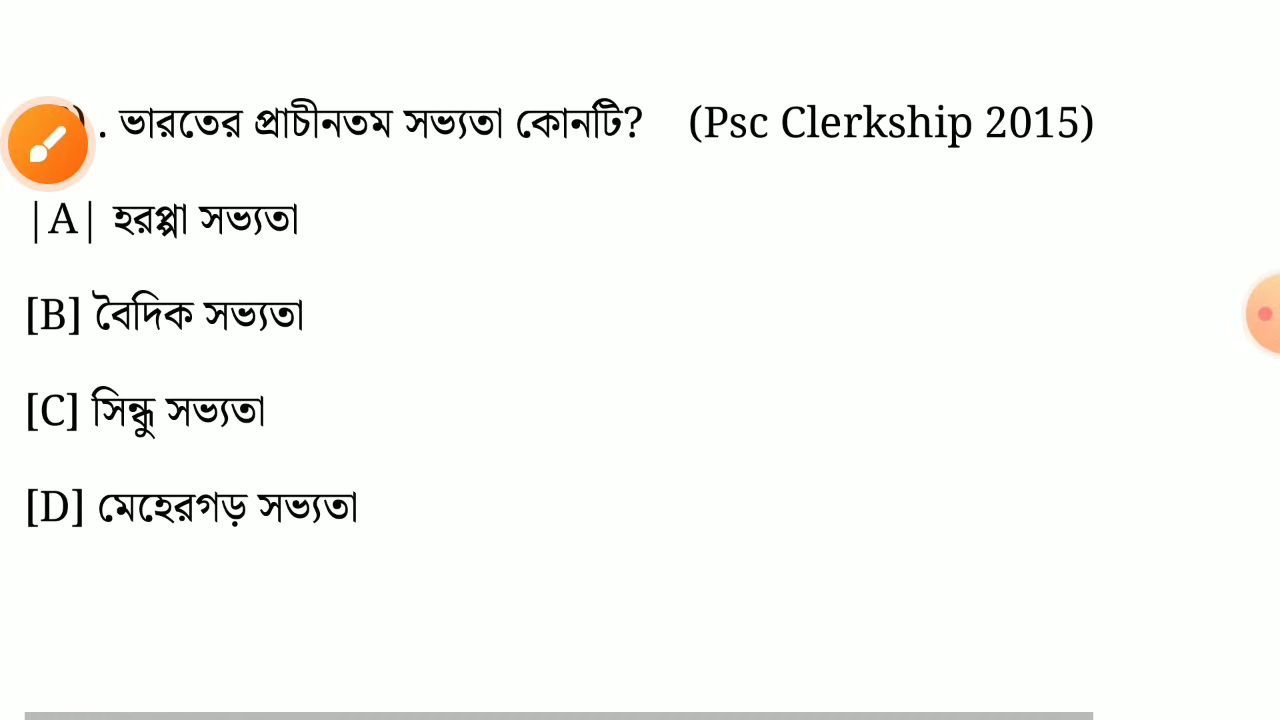 . ভারতের প্রাচীনতম সভ্যতা কোনটি? (Psc Clerkship 2015)
|A| হরপ্পা সভ্যতা
[B] বৈদিক সভ্যতা
[C] সিন্ধু সভ্যতা
[D] মেহেরগড় সভ্যতা